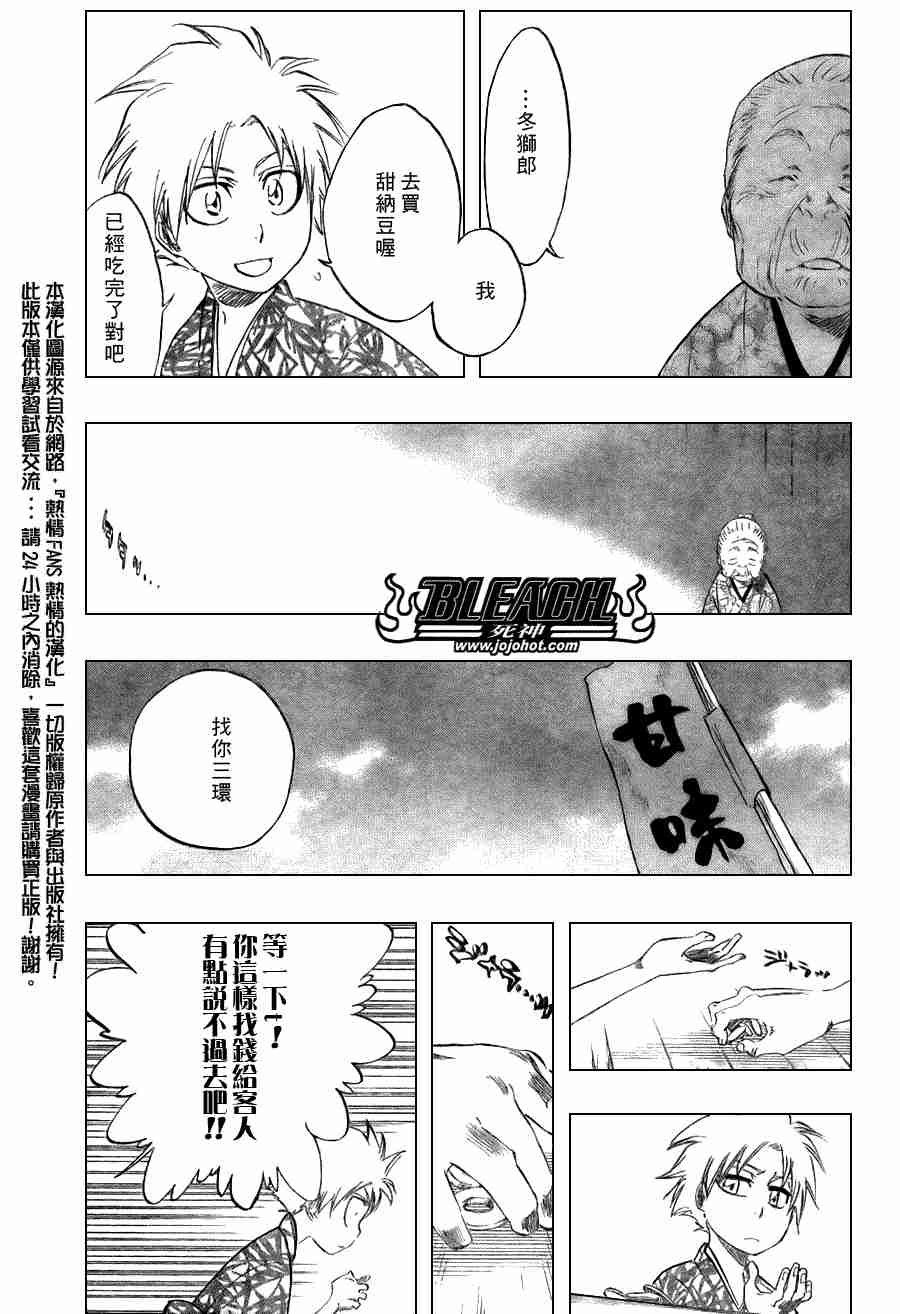 …冬獅郎
我
去買
甜納豆喔
已經吃完了對吧
BLEACH
死神
www.jojohot.com
甘味
找你三環
ジャラ…
等一下t!
你這樣找錢給客人
有點說不過去吧!!
本漢化圖源來自於網路,『熱情FANS 熱情的漢化』一切版權歸原作者與出版社擁有!
此版本僅供學習試看交流… 請24小時之內消除,喜歡這套漫畫請購買正版!謝謝。